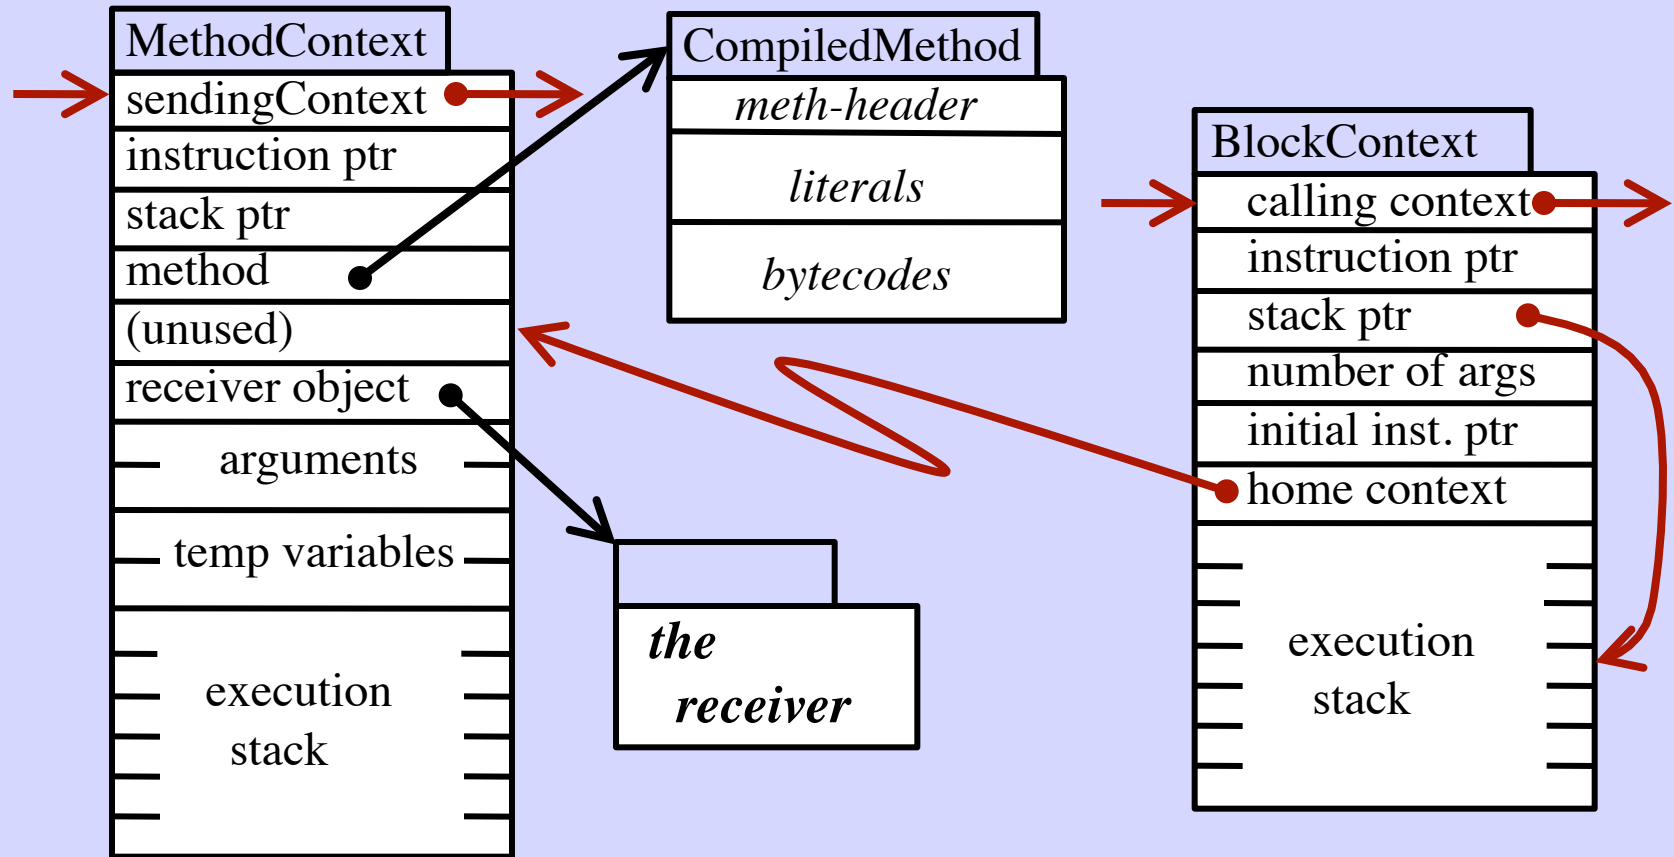 MethodContext
sendingContext
instruction ptr
stack ptr
method
(unused)
receiver object
arguments
temp variables
execution
stack
CompiledMethod
meth-header
literals
bytecodes
the
receiver
BlockContext
calling context
instruction ptr
stack ptr
number of args
initial inst. ptr
home context
execution
stack